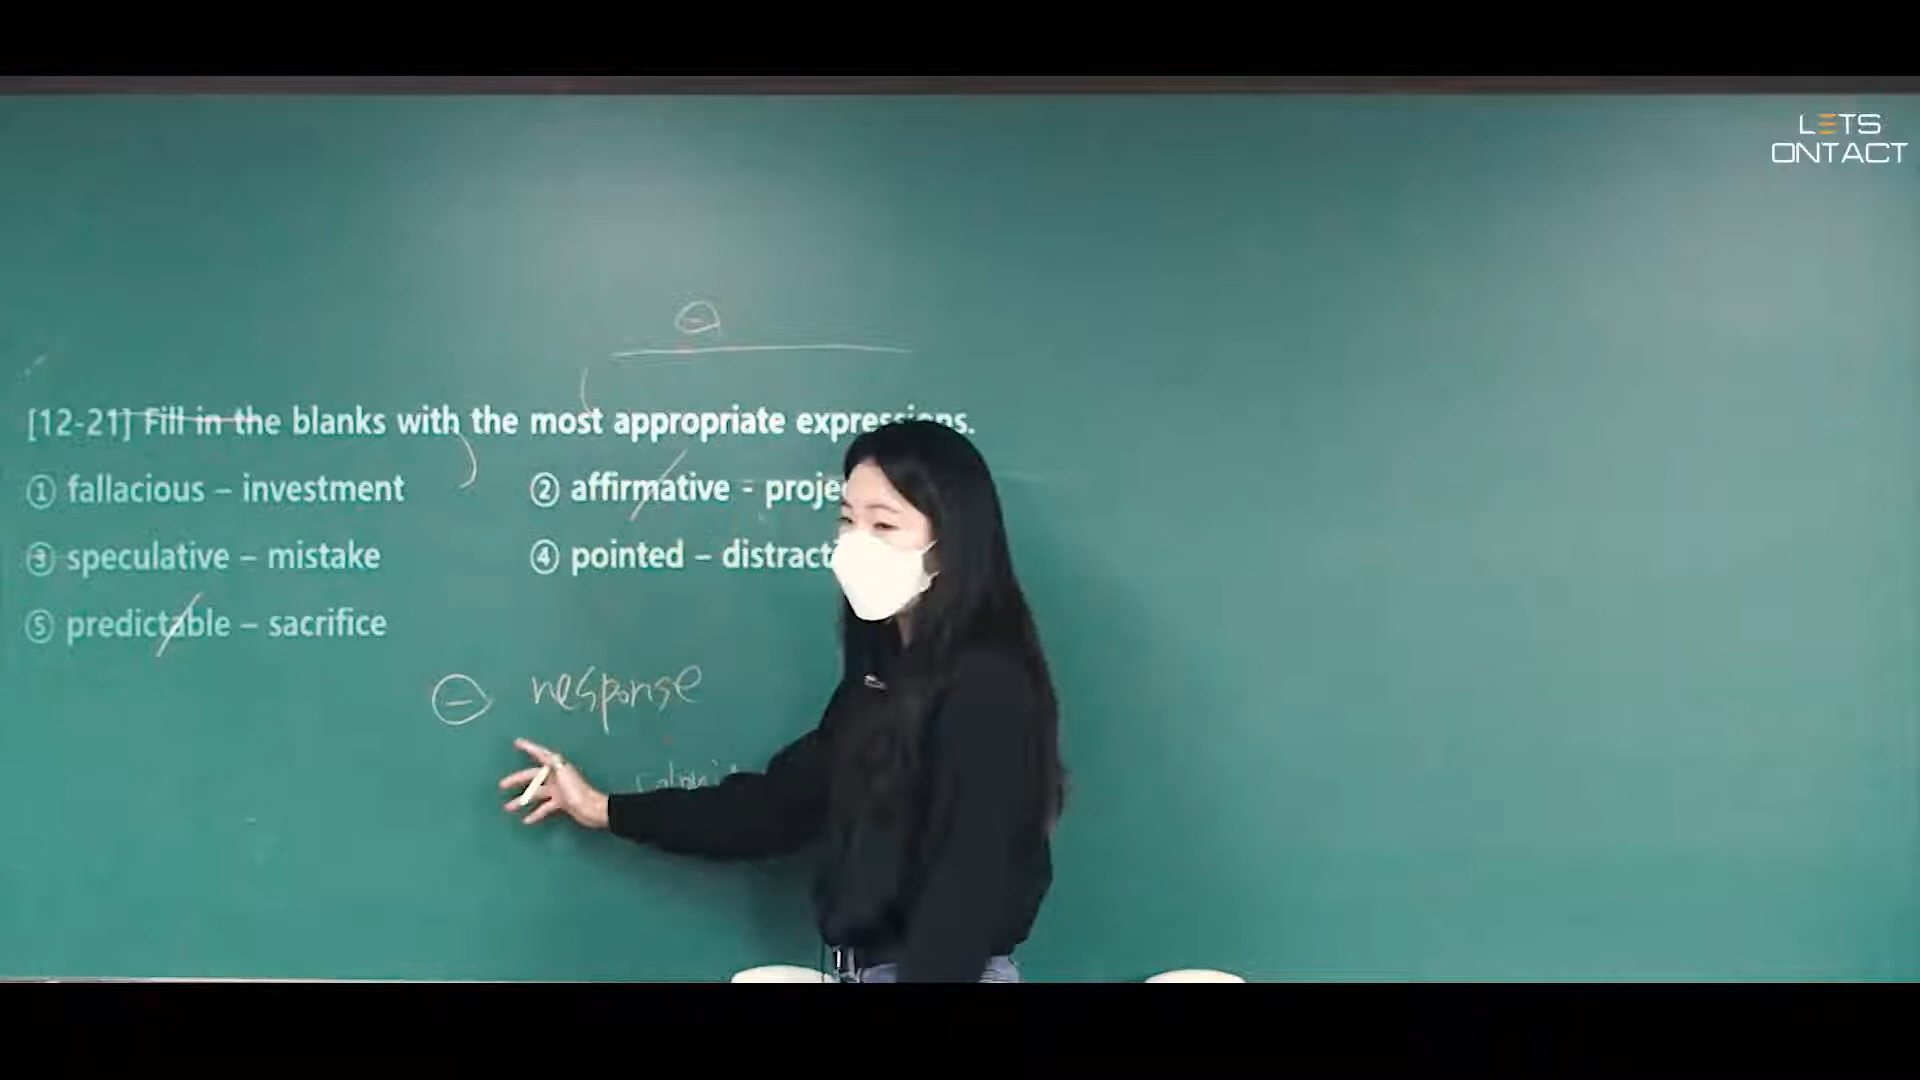 LETS
ONTACT
[12-21] Fill in the blanks with the most appropriate expressions.
① fallacious – investment
② affirmative - projec
③ speculative – mistake
④ pointed – distract
⑤ predictable – sacrifice
response